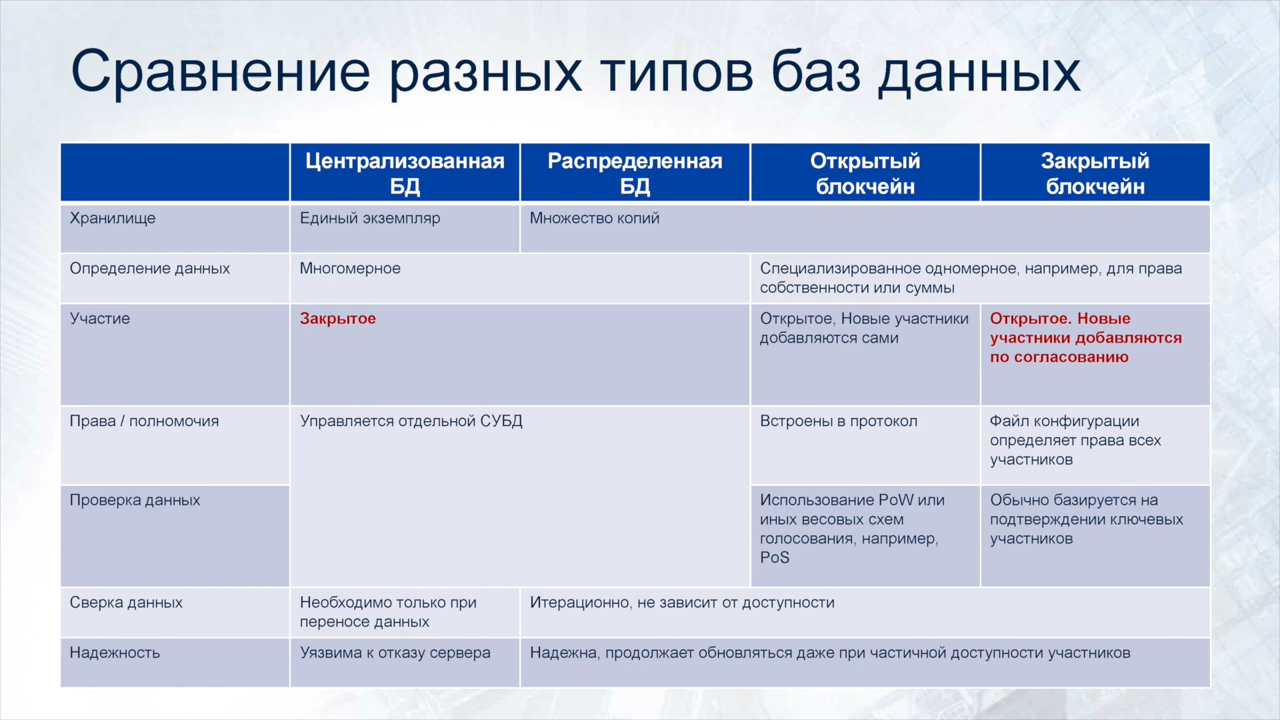 Сравнение разных типов баз данных
Централизованная
БД
Распределенная
БД
Открытый
блокчейн
Закрытый
блокчейн
Хранилище
Единый экземпляр
Множество копий
Определение данных
Многомерное
Специализированное одномерное, например, для права
собственности или суммы
Участие
Закрытое
Открытое, Новые участники
добавляются сами
Открытое. Новые
участники добавляются
по согласованию
Права / полномочия
Управляется отдельной СУБД
Встроены в протокол
Файл конфигурации
определяет права всех
участников
Проверка данных
Использование PoW или
иных весовых схем
голосования, например,
PoS
Обычно базируется на
подтверждении ключевых
участников
Сверка данных
Необходимо только при
переносе данных
Итерационно, не зависит от доступности
Надежность
Уязвима к отказу сервера
Надежна, продолжает обновляться даже при частичной доступности участников